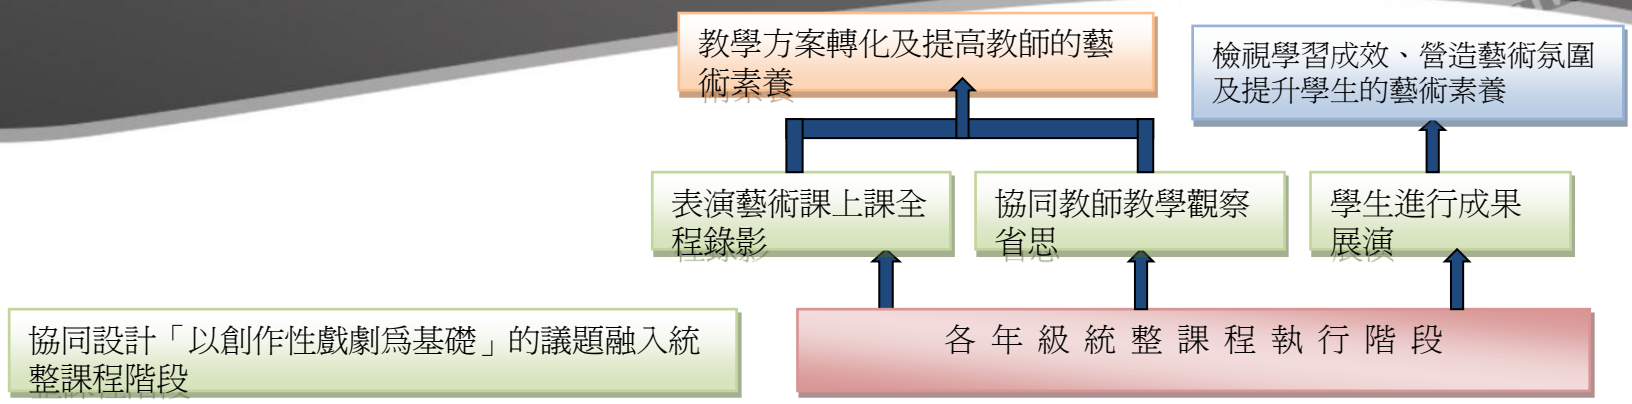 教學方案轉化及提高教師的藝
術素養
檢視學習成效、營造藝術氛圍
及提升學生的藝術素養
表演藝術課上課全
程錄影
協同教師教學觀察
省思
學生進行成果
展演
協同設計「以創作性戲劇為基礎」的議題融入統
整課程階段
各年級統整課程執行階段